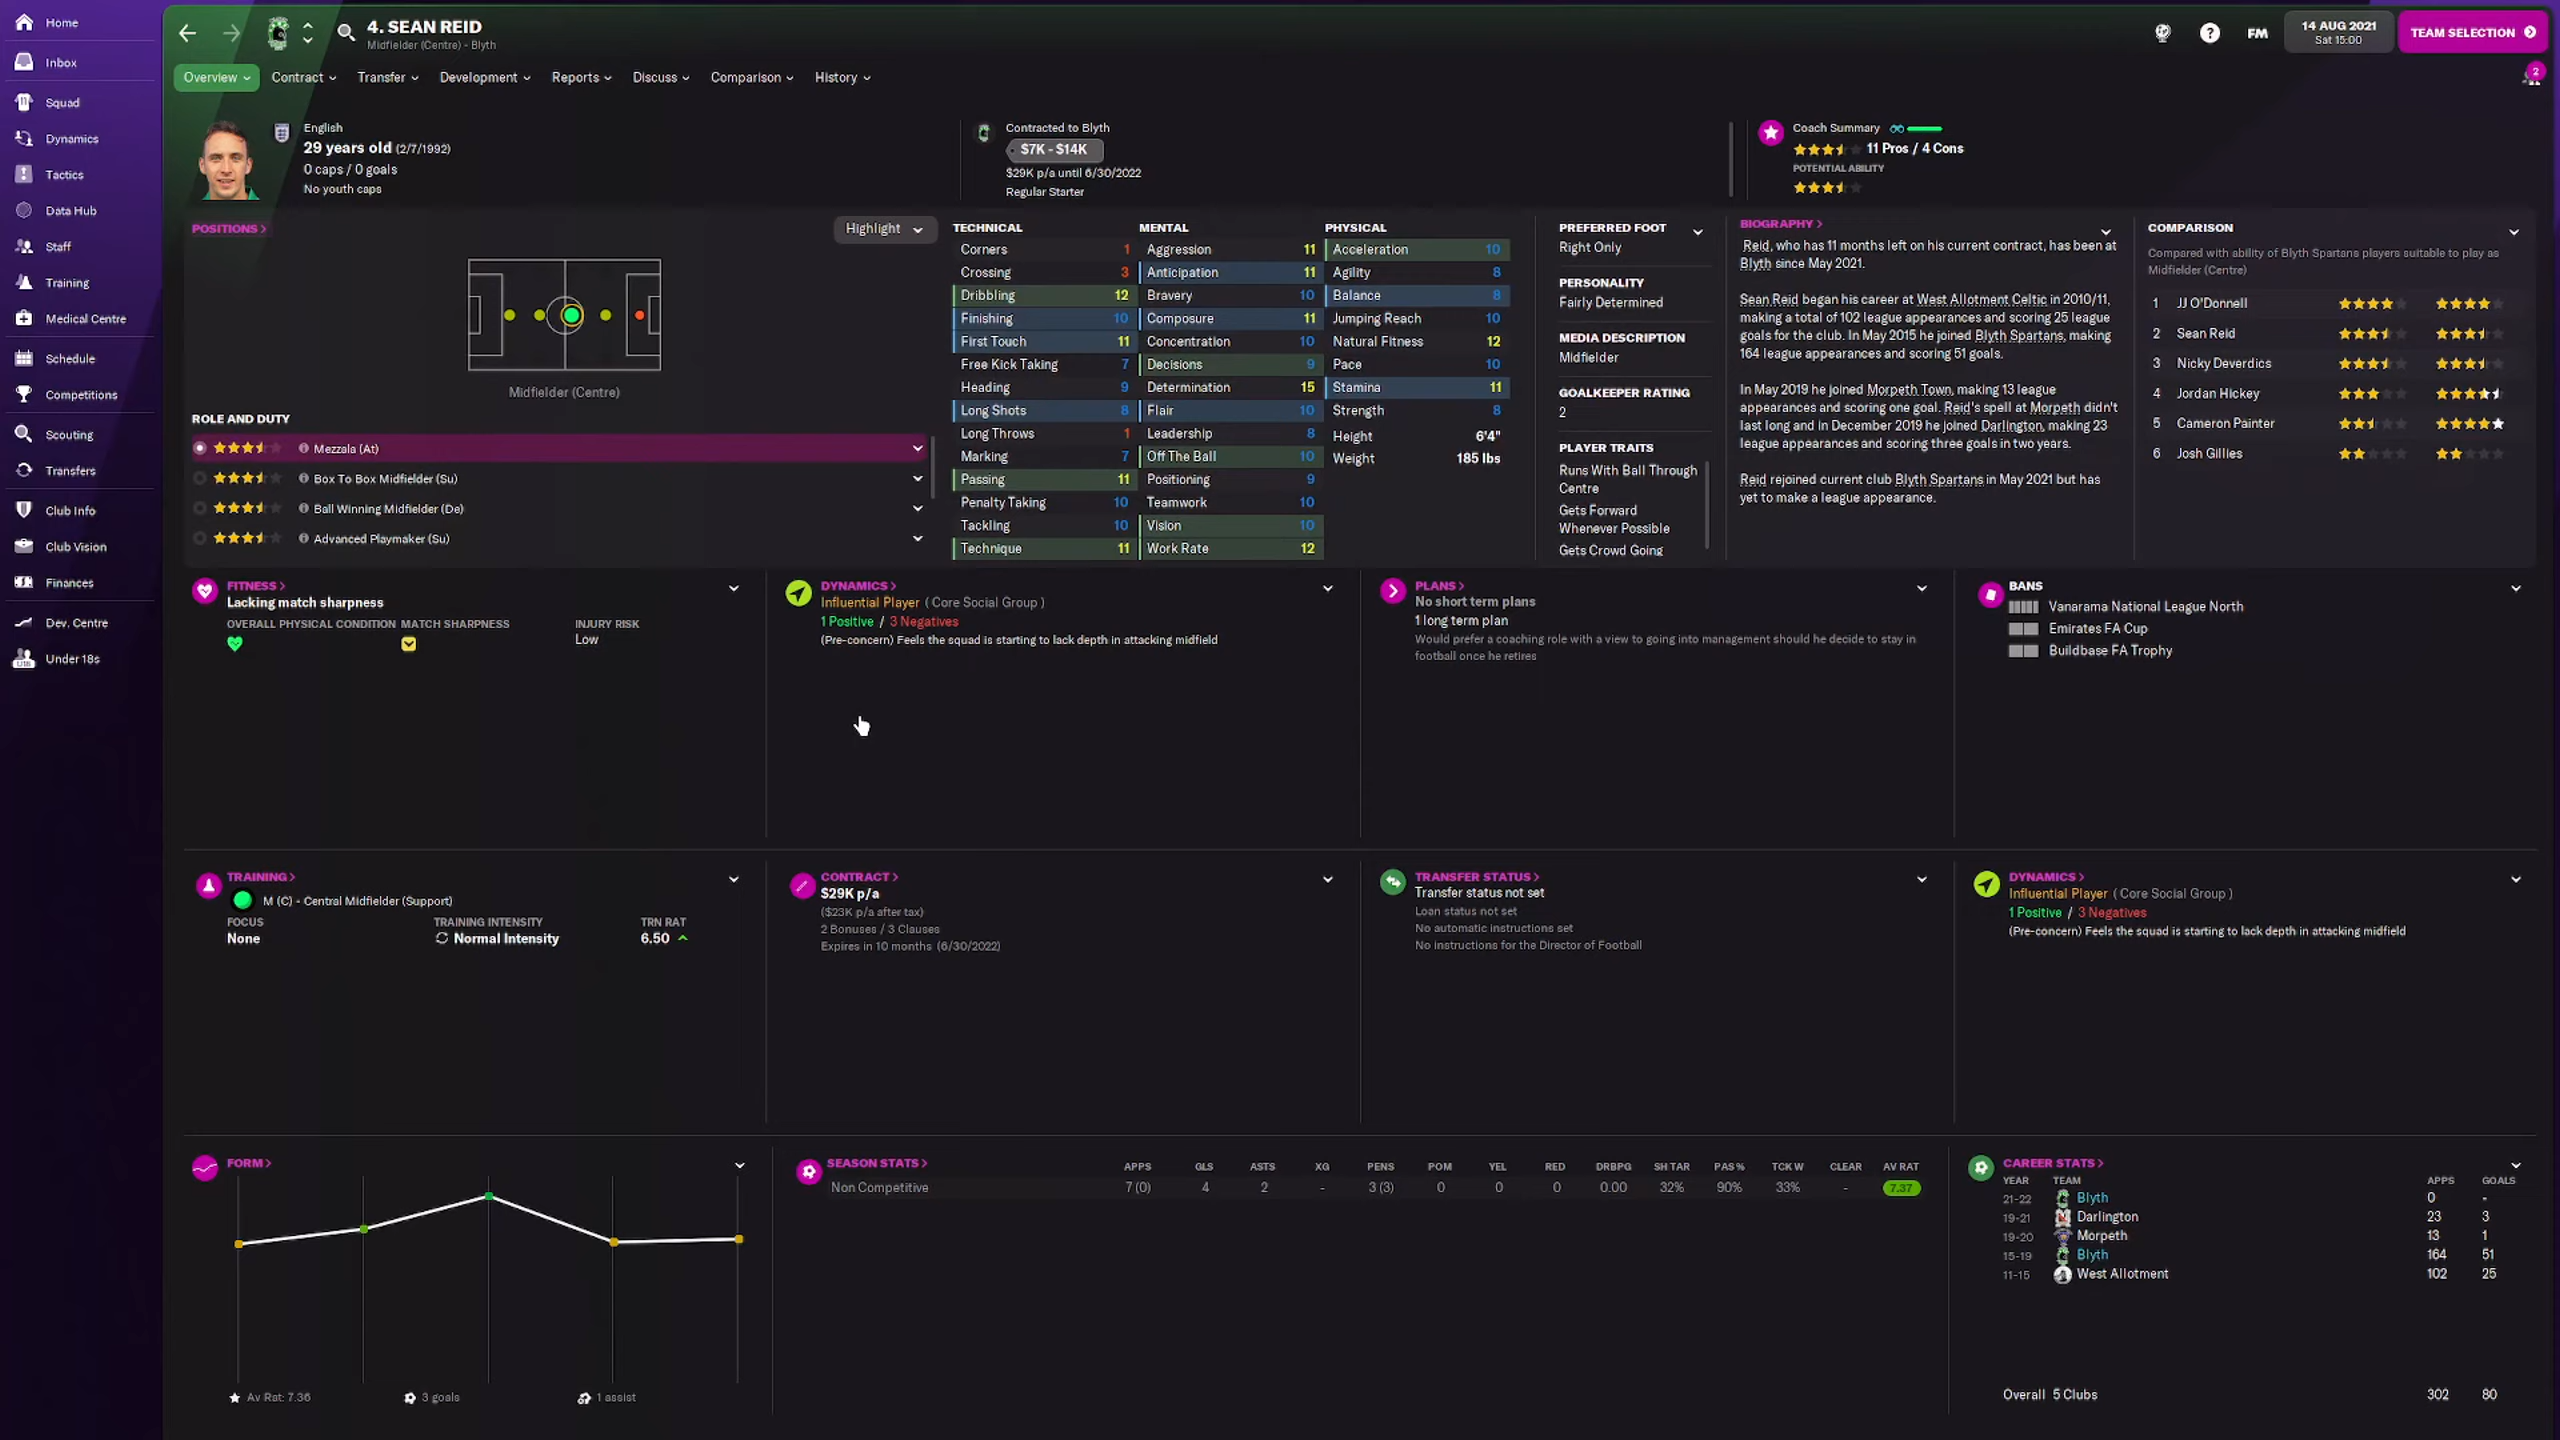 Home
Inbox
Squad
Dynamics
Tactics
Data Hub
Staff
Training
Medical Centre
Schedule
Competitions
Scouting
Transfers
Club Info
Club Vision
Finances
Dev. Centre
Under 18s
4. SEAN REID
Midfielder (Centre) - Blyth
FM
14 AUG 2021
Sat 15:00
TEAM SELECTION
Overview
Contract
Transfer
Development
Reports
Discuss
Comparison
History
2
English
29 years old (2/7/1992)
0 caps / 0 goals
No youth caps
Contracted to Blyth
$7K - $14K
$29K p/a until 6/30/2022
Regular Starter
Coach Summary
11 Pros / 4 Cons
POTENTIAL ABILITY
POSITIONS >
Highlight
Midfielder (Centre)
ROLE AND DUTY
Mezzala (At)
Box To Box Midfielder (Su)
Ball Winning Midfielder (De)
Advanced Playmaker (Su)
TECHNICAL
Corners 1
Crossing 3
Dribbling 12
Finishing 10
First Touch 11
Free Kick Taking 7
Heading 9
Long Shots 8
Long Throws 1
Marking 7
Passing 11
Penalty Taking 10
Tackling 10
Technique 11
MENTAL
Aggression 11
Anticipation 11
Bravery 10
Composure 11
Concentration 10
Decisions 9
Determination 15
Flair 10
Leadership 8
Off The Ball 10
Positioning 9
Teamwork 10
Vision 10
Work Rate 12
PHYSICAL
Acceleration 10
Agility 8
Balance 8
Jumping Reach 10
Natural Fitness 12
Pace 10
Stamina 11
Strength 8
Height 6'4"
Weight 185 lbs
PREFERRED FOOT
Right Only
PERSONALITY
Fairly Determined
MEDIA DESCRIPTION
Midfielder
GOALKEEPER RATING
2
PLAYER TRAITS
Runs With Ball Through
Centre
Gets Forward
Whenever Possible
Gets Crowd Going
BIOGRAPHY >
Reid, who has 11 months left on his current contract, has been at
Blyth since May 2021.
Sean Reid began his career at West Allotment Celtic in 2010/11,
making a total of 102 league appearances and scoring 25 league
goals for the club. In May 2015 he joined Blyth Spartans, making
164 league appearances and scoring 51 goals.
In May 2019 he joined Morpeth Town, making 13 league
appearances and scoring one goal. Reid's spell at Morpeth didn't
last long and in December 2019 he joined Darlington, making 23
league appearances and scoring three goals in two years.
Reid rejoined current club Blyth Spartans in May 2021 but has
yet to make a league appearance.
COMPARISON
Compared with ability of Blyth Spartans players suitable to play as
Midfielder (Centre)
1 JJ O'Donnell
2 Sean Reid
3 Nicky Deverdics
4 Jordan Hickey
5 Cameron Painter
6 Josh Gillies
FITNESS >
Lacking match sharpness
OVERALL PHYSICAL CONDITION MATCH SHARPNESS INJURY RISK
Low
DYNAMICS >
Influential Player ( Core Social Group )
1 Positive / 3 Negatives
(Pre-concern) Feels the squad is starting to lack depth in attacking midfield
PLANS >
No short term plans
1 long term plan
Would prefer a coaching role with a view to going into management should he decide to stay in
football once he retires
BANS
Vanarama National League North
Emirates FA Cup
Buildbase FA Trophy
TRAINING >
M (C) - Central Midfielder (Support)
FOCUS TRAINING INTENSITY TRN RAT
None Normal Intensity 6.50
CONTRACT >
$29K p/a
($23K p/a after tax)
2 Bonuses / 3 Clauses
Expires in 10 months (6/30/2022)
TRANSFER STATUS >
Transfer status not set
Loan status not set
No automatic instructions set
No instructions for the Director of Football
DYNAMICS >
Influential Player ( Core Social Group )
1 Positive / 3 Negatives
(Pre-concern) Feels the squad is starting to lack depth in attacking midfield
FORM >
Av Rat: 7.36 3 goals 1 assist
SEASON STATS > APPS GLS ASTS XG PENS POM YEL RED DRBPG SH TAR PAS % TCK W CLEAR AV RAT
Non Competitive 7 (0) 4 2 - 3 (3) 0 0 0 0.00 32% 90% 33% - 7.37
CAREER STATS >
YEAR TEAM APPS GOALS
21-22 Blyth 0 -
19-21 Darlington 23 3
19-20 Morpeth 13 1
15-19 Blyth 164 51
11-15 West Allotment 102 25
Overall 5 Clubs 302 80